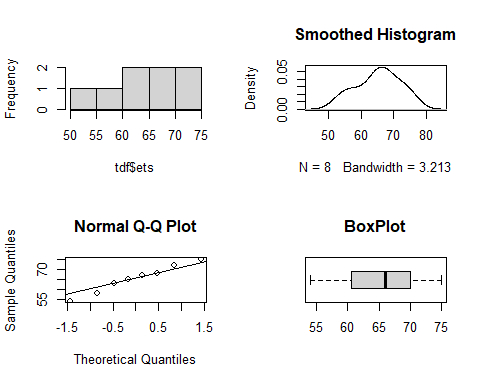 Frequency
0 1 2
50 55 60 65 70 75
tdf$ets
Smoothed Histogram
Density
0.00 0.05
50 60 70 80
N = 8 Bandwidth = 3.213
Normal Q-Q Plot
Sample Quantiles
55 70
-1.5 -0.5 0.5 1.5
Theoretical Quantiles
BoxPlot
55 60 65 70 75